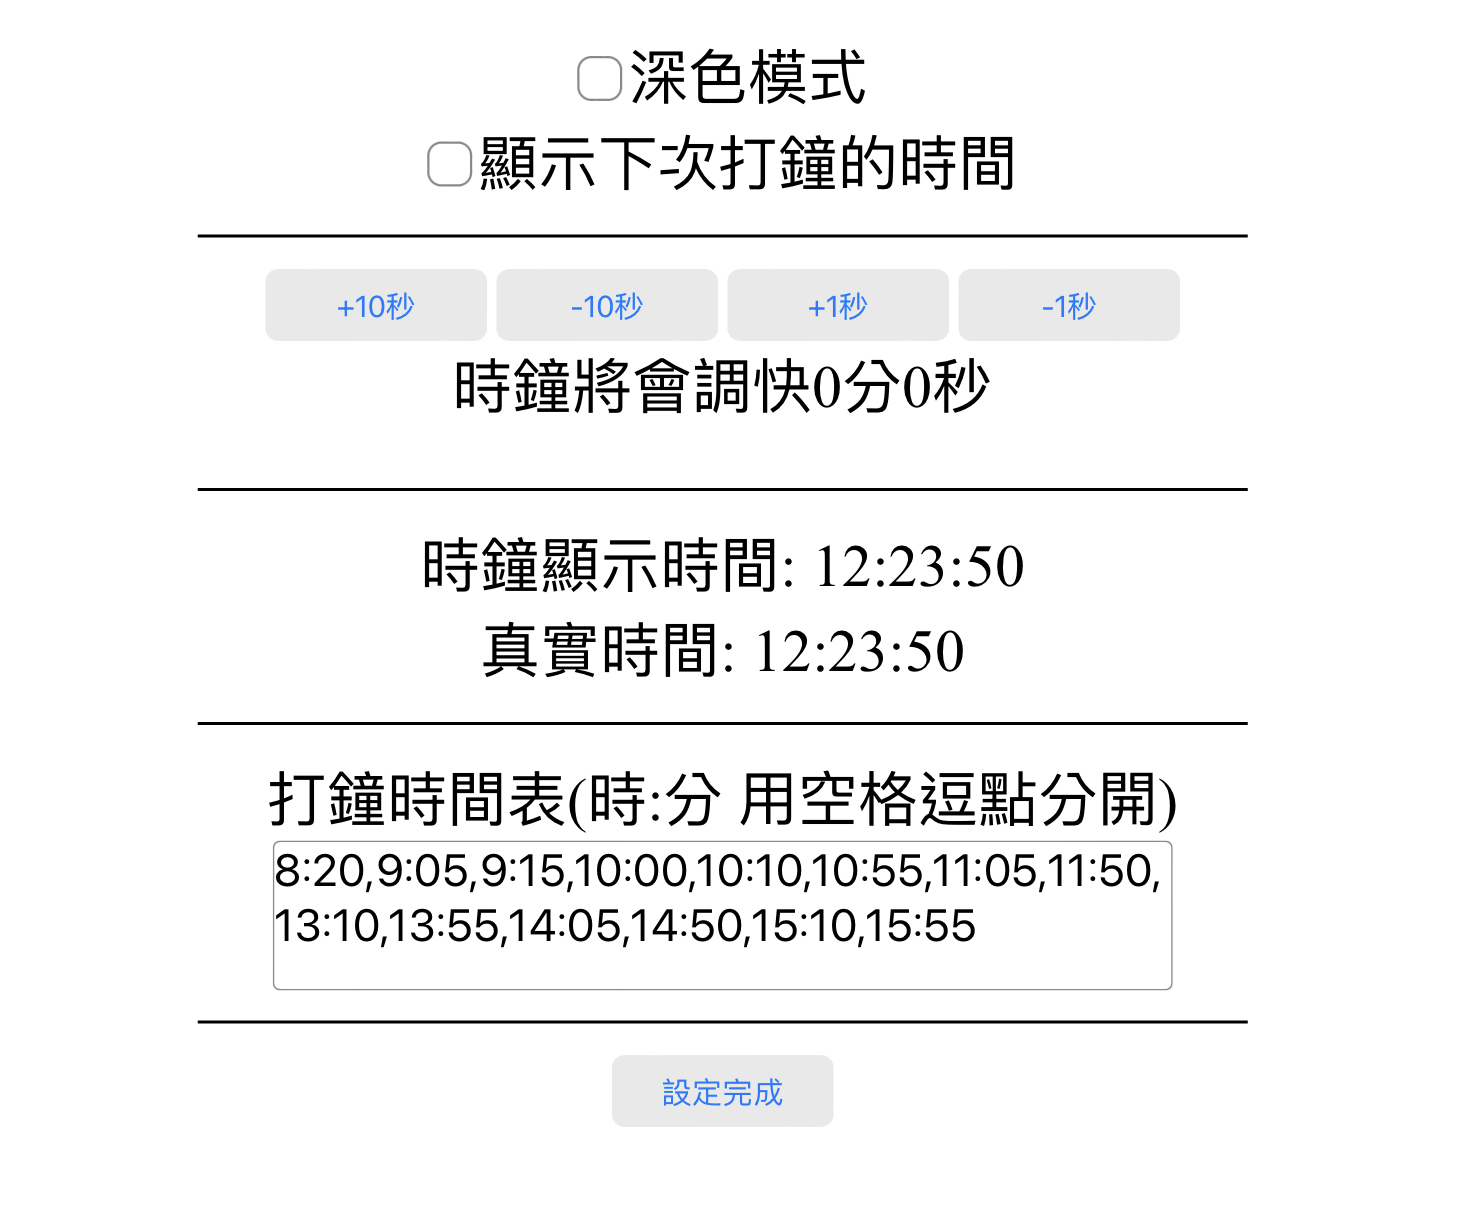 深色模式
顯示下次打鐘的時間
+10秒 -10秒 +1秒 -1秒
時鐘將會調快0分0秒
時鐘顯示時間: 12:23:50
真實時間: 12:23:50
打鐘時間表(時:分 用空格逗點分開)
8:20,9:05,9:15,10:00,10:10,10:55,11:05,11:50,
13:10,13:55,14:05,14:50,15:10,15:55
設定完成